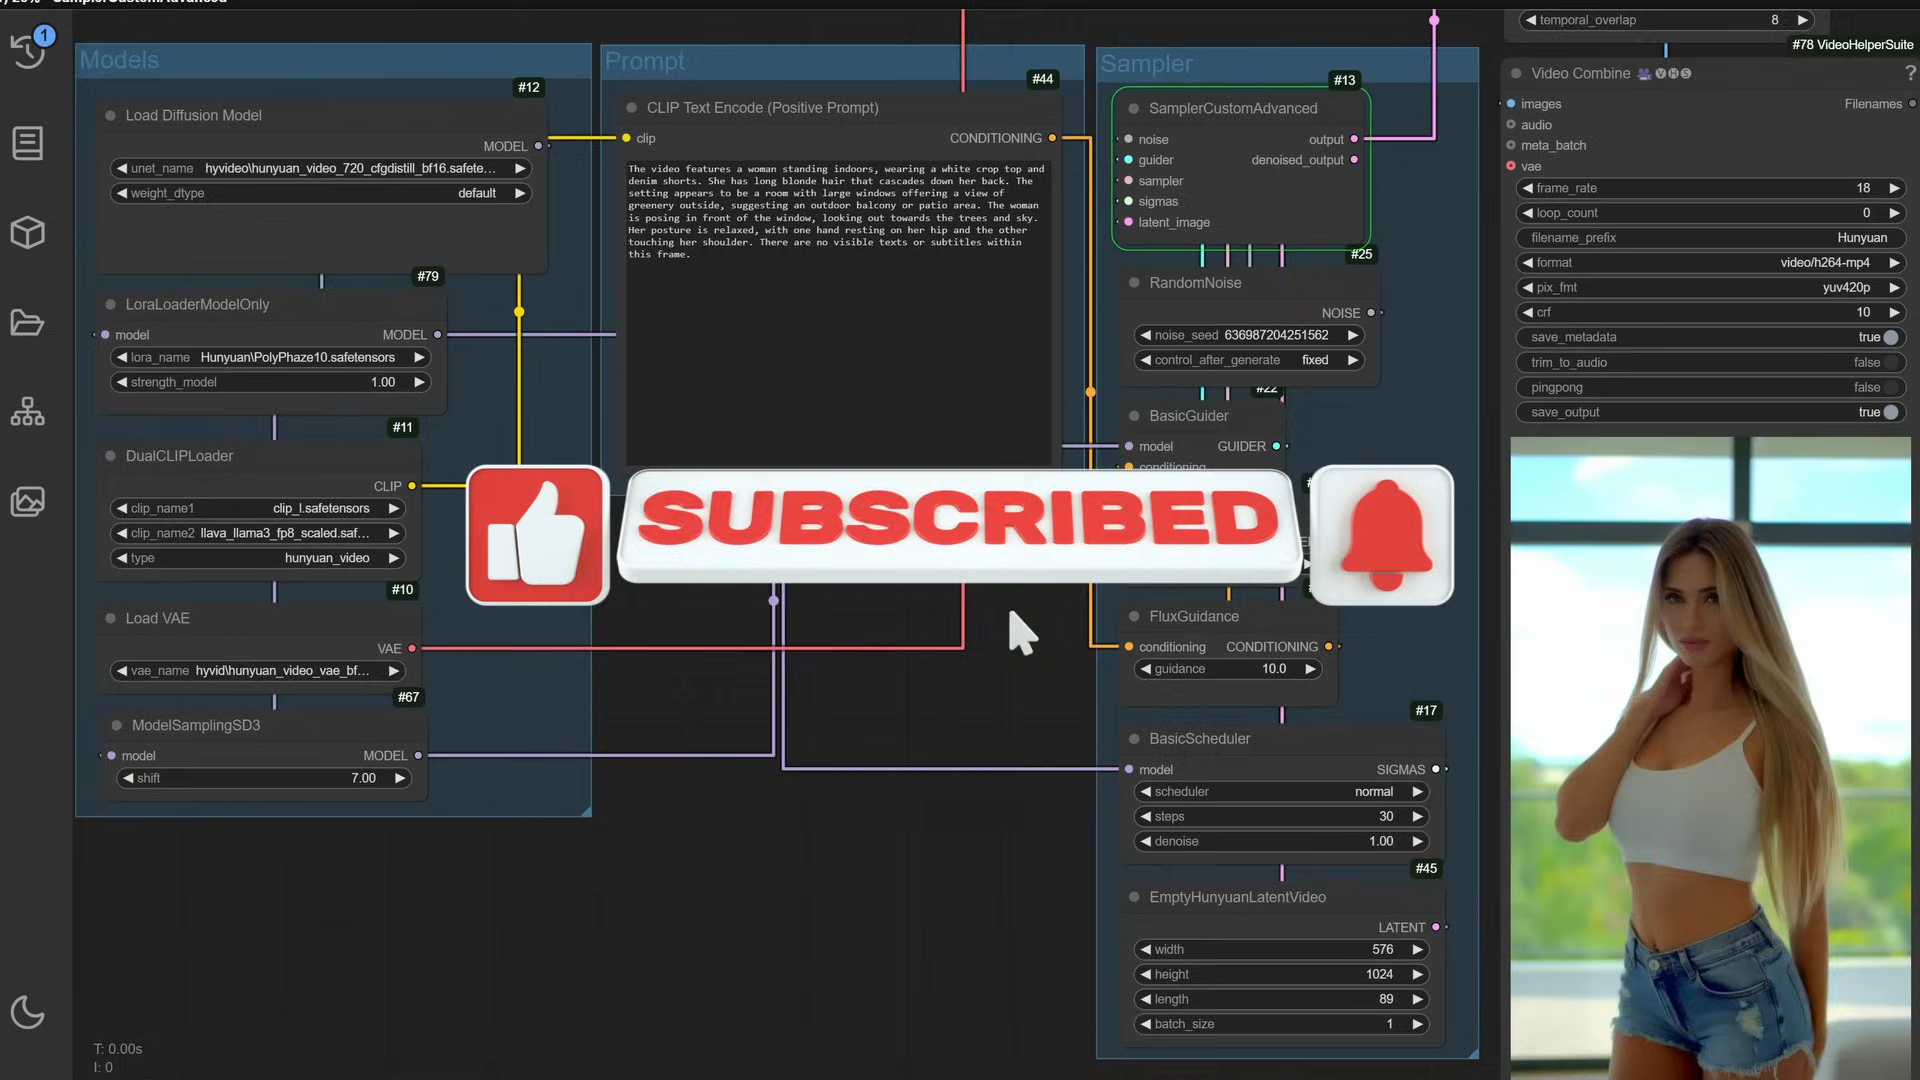 1
Models
#12
Load Diffusion Model
MODEL
unet_name hyvideo\hunyuan_video_720_cfgdistill_bf16.safete...
weight_dtype default
#79
LoraLoaderModelOnly
model MODEL
lora_name Hunyuan\PolyPhaze10.safetensors
strength_model 1.00
#11
DualCLIPLoader
CLIP
clip_name1 clip_l.safetensors
clip_name2 llava_llama3_fp8_scaled.saf...
type hunyuan_video
#10
Load VAE
VAE
vae_name hyvid\hunyuan_video_vae_bf...
#67
ModelSamplingSD3
model MODEL
shift 7.00
Prompt
#44
CLIP Text Encode (Positive Prompt)
clip CONDITIONING
The video features a woman standing indoors, wearing a white crop top and
denim shorts. She has long blonde hair that cascades down her back. The
setting appears to be a room with large windows offering a view of
greenery outside, suggesting an outdoor balcony or patio area. The woman
is posing in front of the window, looking out towards the trees and sky.
Her posture is relaxed, with one hand resting on her hip and the other
touching her shoulder. There are no visible texts or subtitles within
this frame.
SUBSCRIBED
Sampler
#13
SamplerCustomAdvanced
noise output
guider denoised_output
sampler
sigmas
latent_image
#25
RandomNoise
NOISE
noise_seed 636987204251562
control_after_generate fixed
#22
BasicGuider
model GUIDER
conditioning
FluxGuidance
conditioning CONDITIONING
guidance 10.0
#17
BasicScheduler
model SIGMAS
scheduler normal
steps 30
denoise 1.00
#45
EmptyHunyuanLatentVideo
LATENT
width 576
height 1024
length 89
batch_size 1
temporal_overlap 8
#78 VideoHelperSuite
Video Combine VHS ?
images Filenames
audio
meta_batch
vae
frame_rate 18
loop_count 0
filename_prefix Hunyuan
format video/h264-mp4
pix_fmt yuv420p
crf 10
save_metadata true
trim_to_audio false
pingpong false
save_output true
T: 0.00s
I: 0